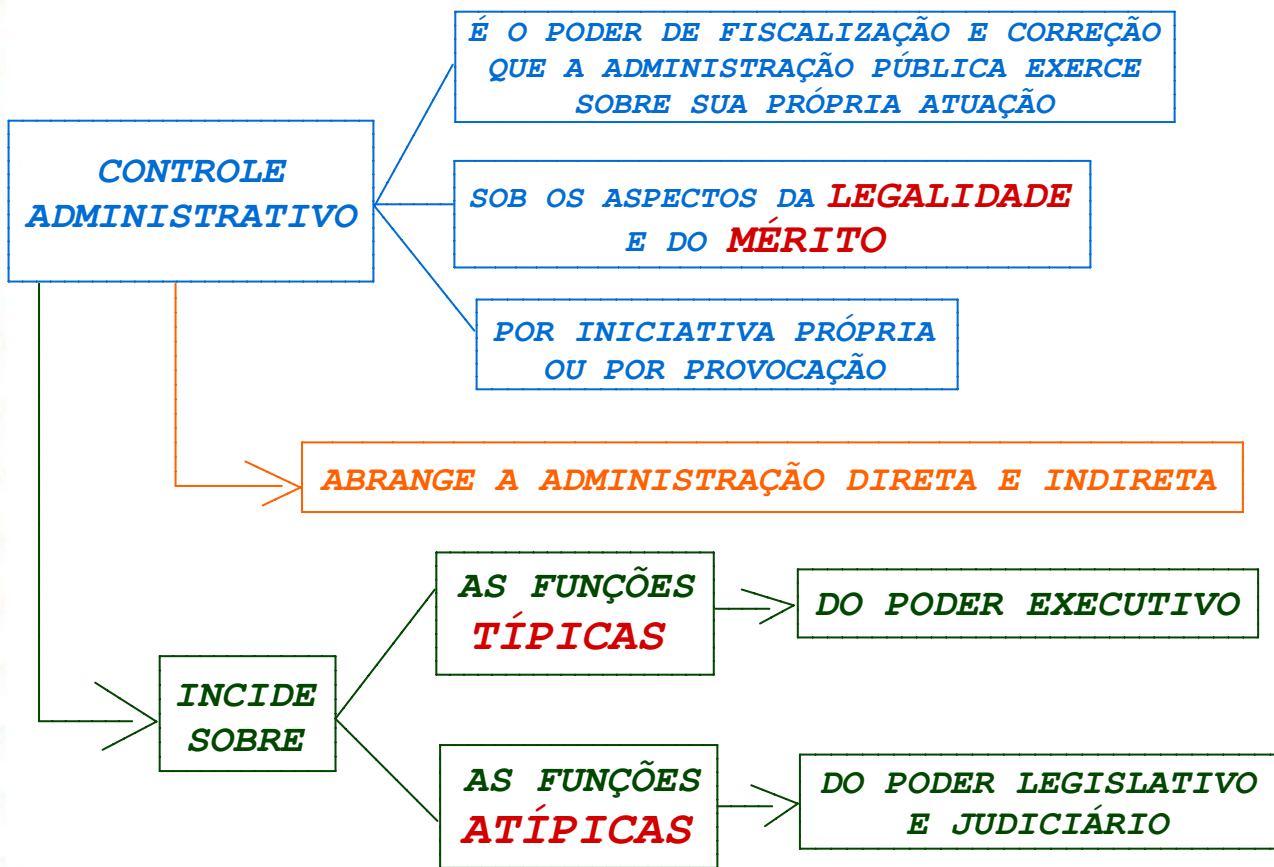 É O PODER DE FISCALIZAÇÃO E CORREÇÃO
QUE A ADMINISTRAÇÃO PÚBLICA EXERCE
SOBRE SUA PRÓPRIA ATUAÇÃO
CONTROLE
ADMINISTRATIVO
SOB OS ASPECTOS DA LEGALIDADE
E DO MÉRITO
POR INICIATIVA PRÓPRIA
OU POR PROVOCAÇÃO
ABRANGE A ADMINISTRAÇÃO DIRETA E INDIRETA
INCIDE
SOBRE
AS FUNÇÕES
TÍPICAS
DO PODER EXECUTIVO
AS FUNÇÕES
ATÍPICAS
DO PODER LEGISLATIVO
E JUDICIÁRIO